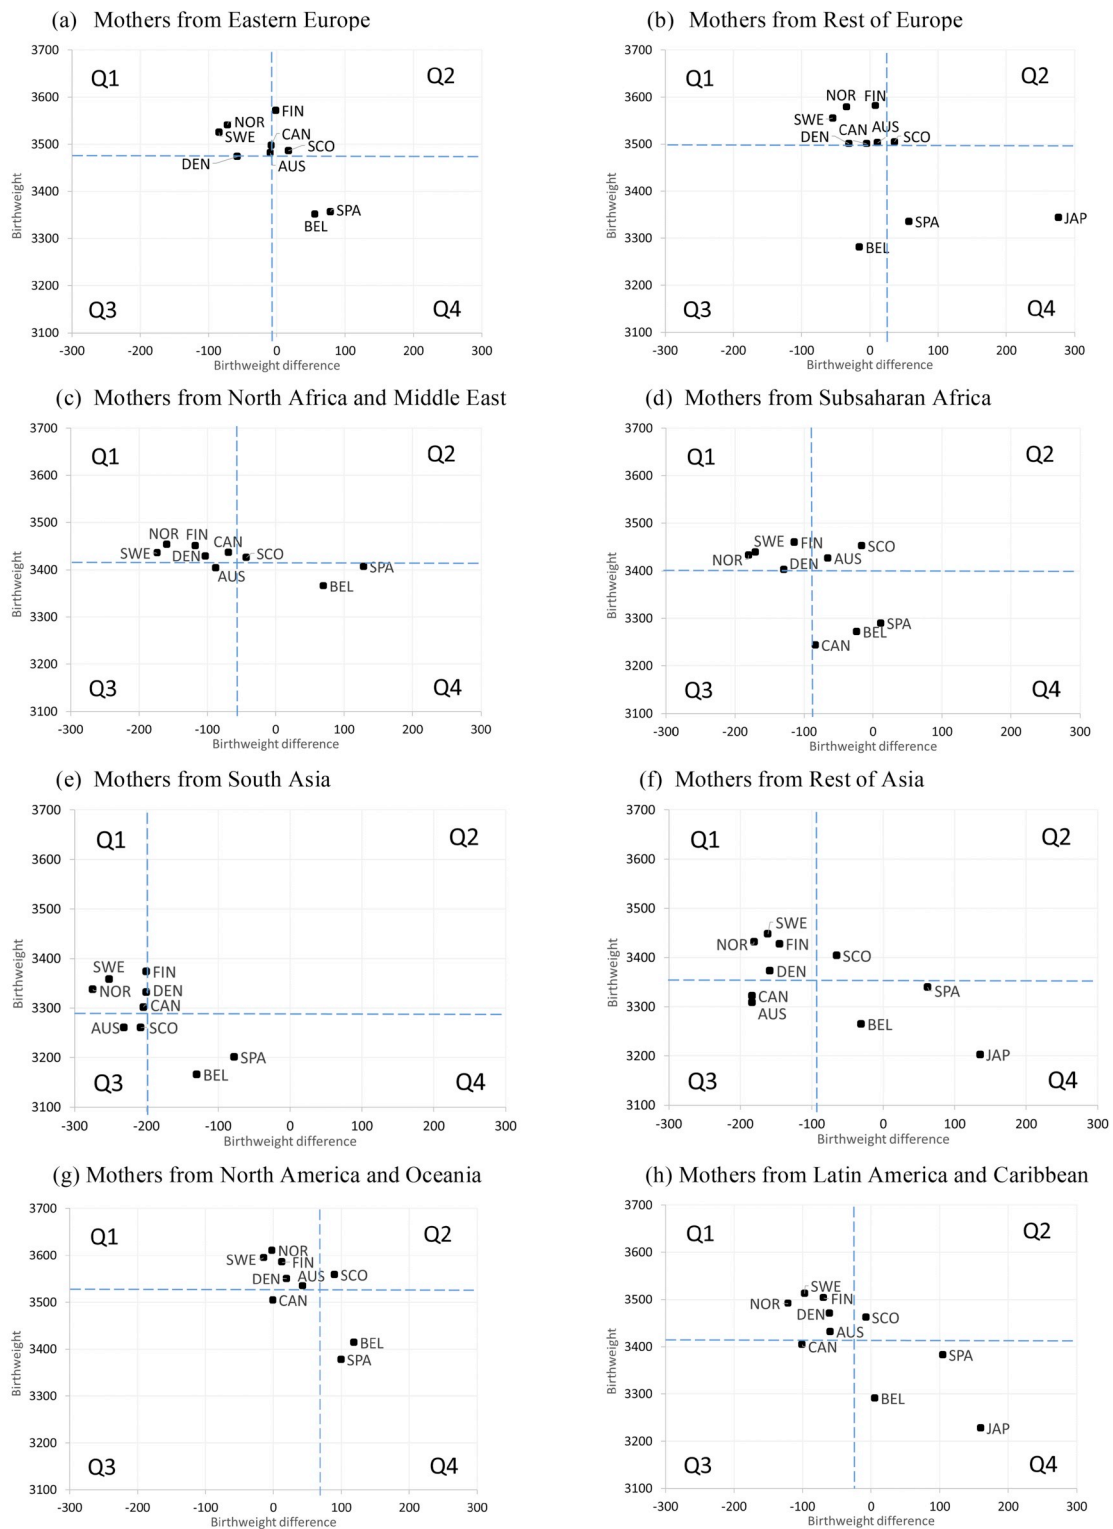 (a) Mothers from Eastern Europe
3700
3600
3500
3400
3300
3200
3100
-300 -200 -100 0 100 200 300
Birthweight
Birthweight difference
Q1 Q2
Q3 Q4
FIN
NOR
CAN
SWE
SCO
DEN
AUS
SPA
BEL
(b) Mothers from Rest of Europe
3700
3600
3500
3400
3300
3200
3100
-300 -200 -100 0 100 200 300
Birthweight
Birthweight difference
Q1 Q2
Q3 Q4
NOR FIN
SWE
AUS
CAN
DEN
SCO
SPA
JAP
BEL
(c) Mothers from North Africa and Middle East
3700
3600
3500
3400
3300
3200
3100
-300 -200 -100 0 100 200 300
Birthweight
Birthweight difference
Q1 Q2
Q3 Q4
NOR FIN
CAN
SWE
DEN
SCO
AUS
SPA
BEL
(d) Mothers from Subsaharan Africa
3700
3600
3500
3400
3300
3200
3100
-300 -200 -100 0 100 200 300
Birthweight
Birthweight difference
Q1 Q2
Q3 Q4
SWE
FIN
SCO
NOR
DEN
AUS
SPA
BEL
CAN
(e) Mothers from South Asia
3700
3600
3500
3400
3300
3200
3100
-300 -200 -100 0 100 200 300
Birthweight
Birthweight difference
Q1 Q2
Q3 Q4
SWE
FIN
NOR
DEN
CAN
AUS
SCO
SPA
BEL
(f) Mothers from Rest of Asia
3700
3600
3500
3400
3300
3200
3100
-300 -200 -100 0 100 200 300
Birthweight
Birthweight difference
Q1 Q2
Q3 Q4
SWE
NOR
FIN
SCO
DEN
CAN
AUS
SPA
BEL
JAP
(g) Mothers from North America and Oceania
3700
3600
3500
3400
3300
3200
3100
-300 -200 -100 0 100 200 300
Birthweight
Birthweight difference
Q1 Q2
Q3 Q4
NOR
SWE
FIN
DEN
AUS
SCO
CAN
BEL
SPA
(h) Mothers from Latin America and Caribbean
3700
3600
3500
3400
3300
3200
3100
-300 -200 -100 0 100 200 300
Birthweight
Birthweight difference
Q1 Q2
Q3 Q4
SWE
NOR
FIN
DEN
SCO
AUS
CAN
SPA
BEL
JAP